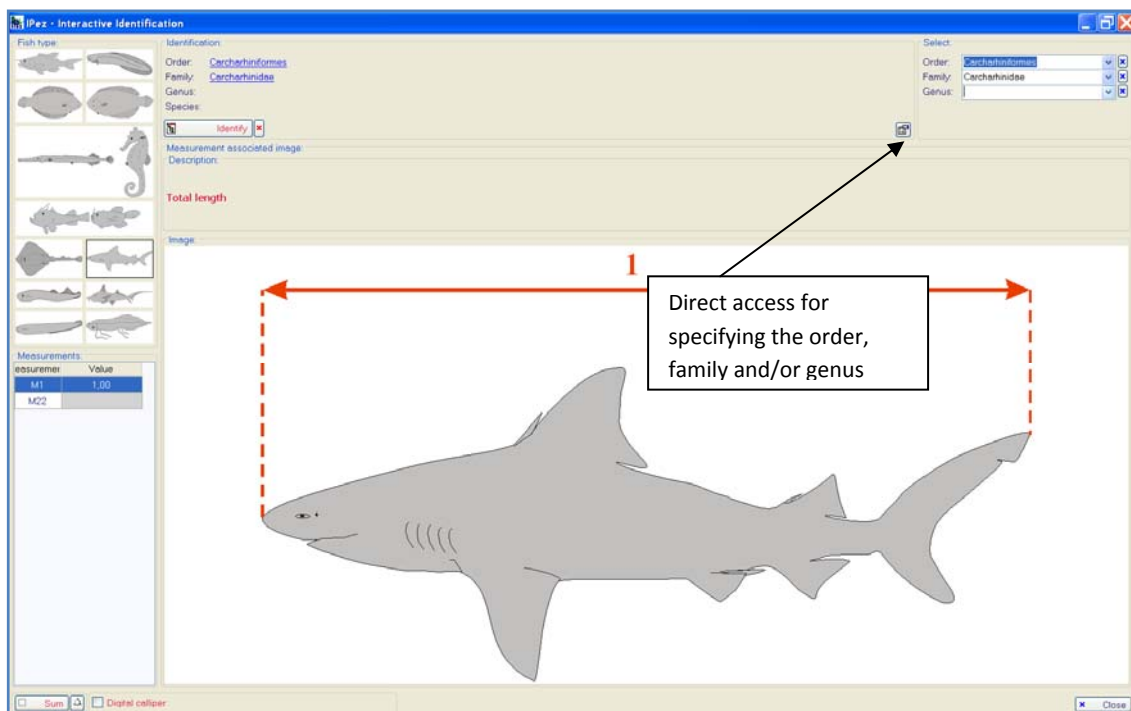 IPez - Interactive Identification
Fish type:
Identification:
Order: Carcharhiniformes
Family: Carcharhinidae
Genus:
Species:
Identify
Select:
Order: Carcharhiniformes
Family: Carcharhinidae
Genus:
Measurement associated image:
Description:
Total length
Image:
1
Direct access for
specifying the order,
family and/or genus
Measurements:
easuremer Value
M1 1,00
M22
Sum Digital calliper
Close